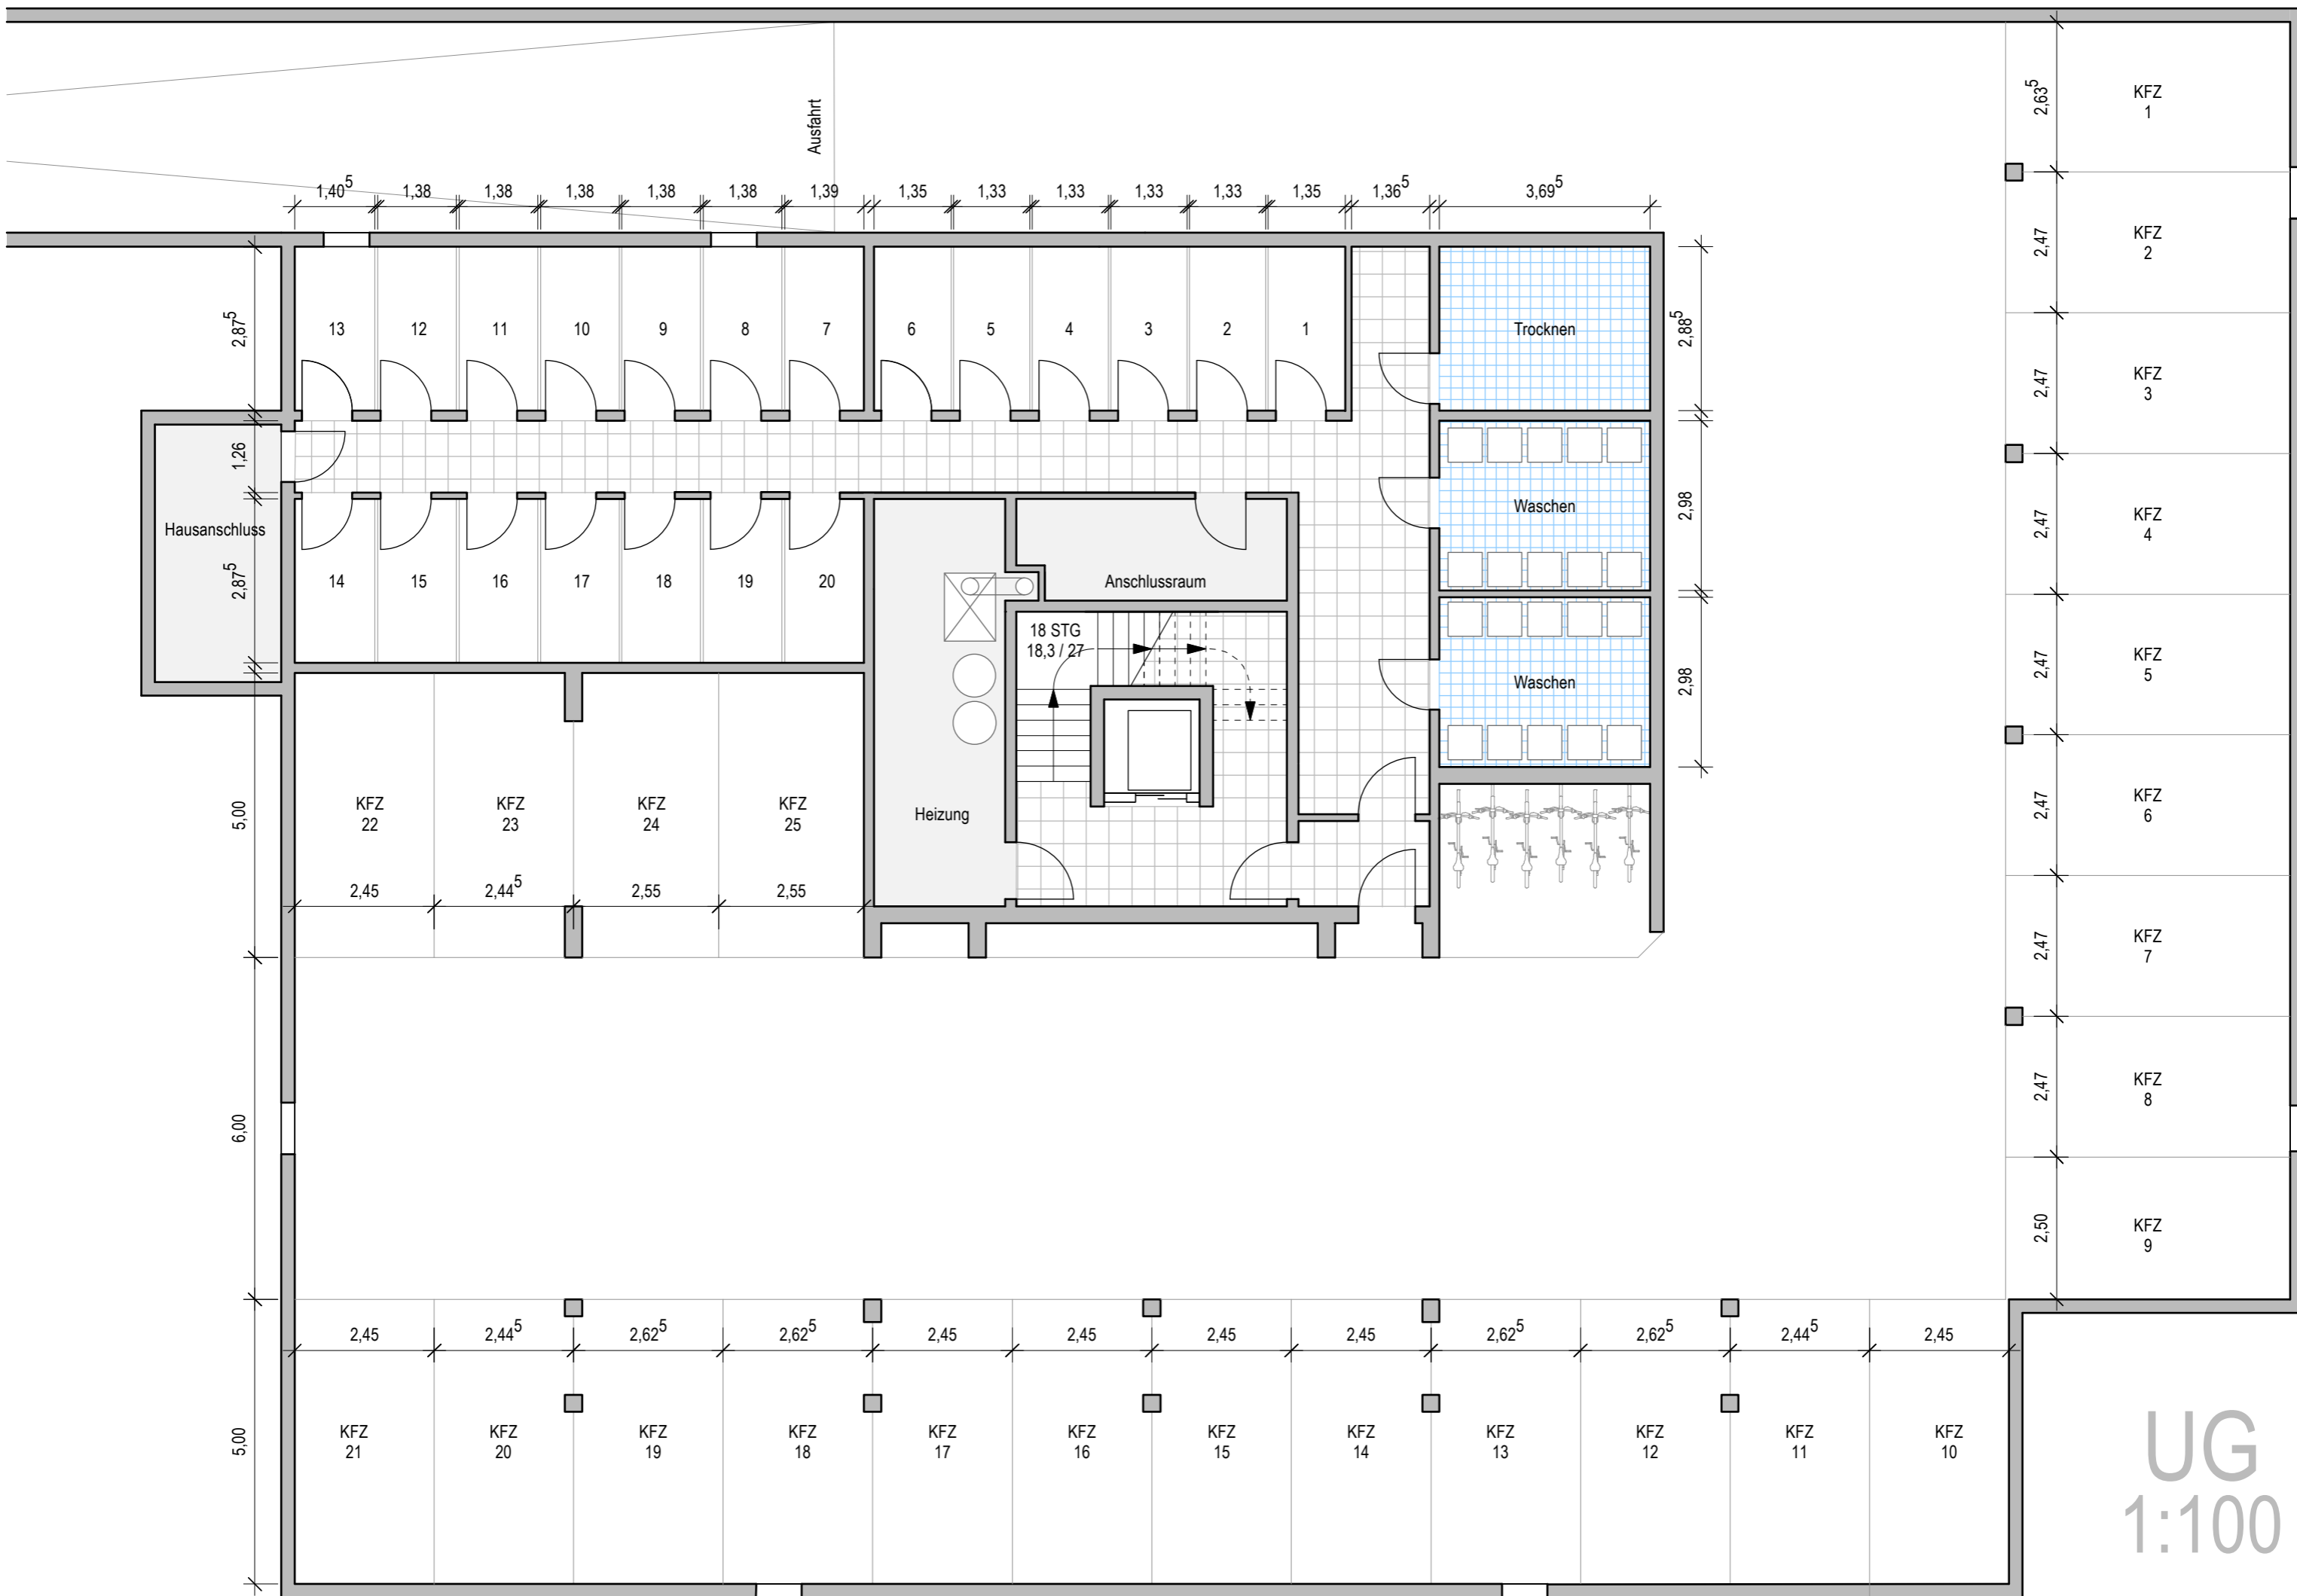 Ausfahrt
1,40⁵ 1,38 1,38 1,38 1,38 1,38 1,39 1,35 1,33 1,33 1,33 1,33 1,35 1,36⁵ 3,69⁵
13 12 11 10 9 8 7 6 5 4 3 2 1
Trocknen
Waschen
Waschen
14 15 16 17 18 19 20
Hausanschluss
Anschlussraum
18 STG
18,3 / 27
Heizung
2,87⁵
1,26
2,87⁵
5,00
6,00
5,00
2,88⁵
2,98
2,98
KFZ
22
KFZ
23
KFZ
24
KFZ
25
2,45 2,44⁵ 2,55 2,55
2,63⁵
2,47
2,47
2,47
2,47
2,47
2,47
2,47
2,50
KFZ
1
KFZ
2
KFZ
3
KFZ
4
KFZ
5
KFZ
6
KFZ
7
KFZ
8
KFZ
9
2,45 2,44⁵ 2,62⁵ 2,62⁵ 2,45 2,45 2,45 2,45 2,62⁵ 2,62⁵ 2,44⁵ 2,45
KFZ
21
KFZ
20
KFZ
19
KFZ
18
KFZ
17
KFZ
16
KFZ
15
KFZ
14
KFZ
13
KFZ
12
KFZ
11
KFZ
10
UG
1:100